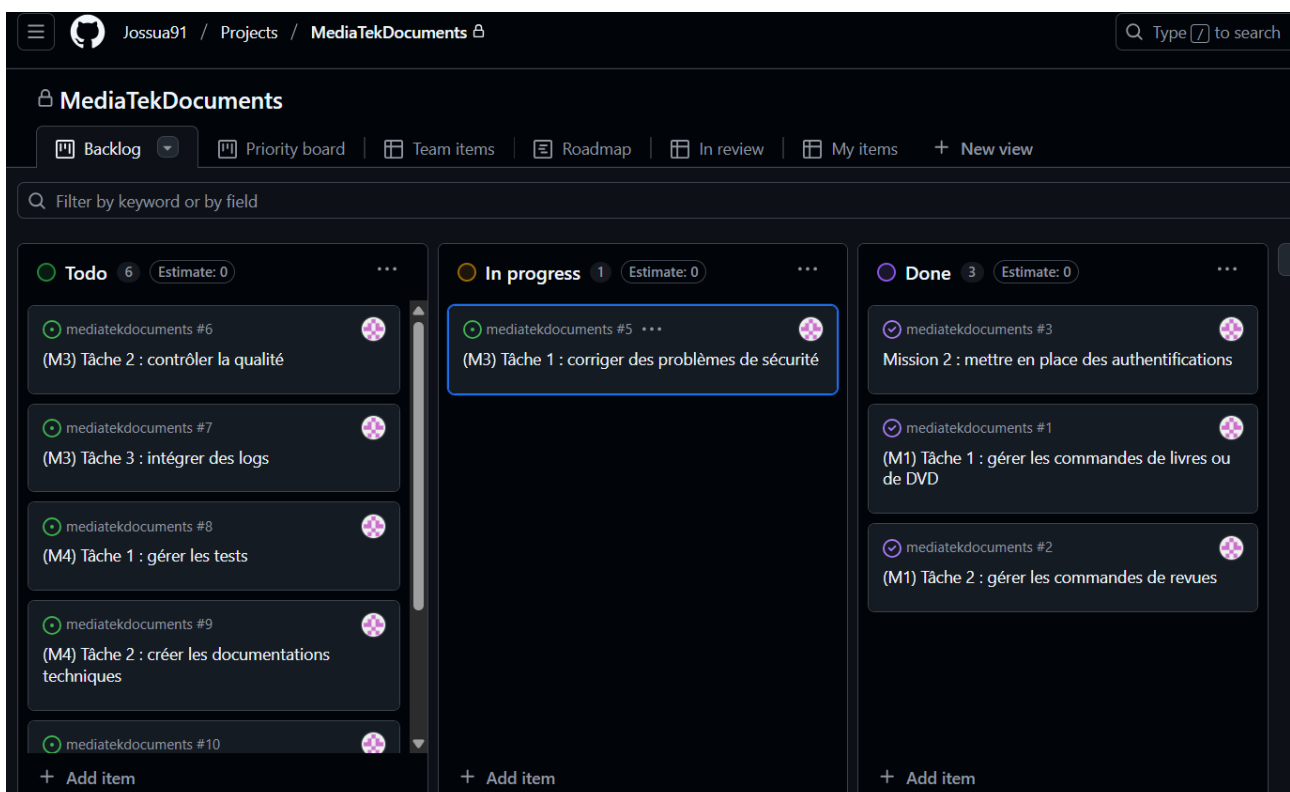 Jossua91 / Projects / MediaTekDocuments
Type / to search
MediaTekDocuments
Backlog
Priority board
Team items
Roadmap
In review
My items
+ New view
Filter by keyword or by field
Todo 6 Estimate: 0 ...
mediatekdocuments #6
(M3) Tâche 2 : contrôler la qualité
mediatekdocuments #7
(M3) Tâche 3 : intégrer des logs
mediatekdocuments #8
(M4) Tâche 1 : gérer les tests
mediatekdocuments #9
(M4) Tâche 2 : créer les documentations
techniques
mediatekdocuments #10
+ Add item
In progress 1 Estimate: 0 ...
mediatekdocuments #5 ...
(M3) Tâche 1 : corriger des problèmes de sécurité
+ Add item
Done 3 Estimate: 0 ...
mediatekdocuments #3
Mission 2 : mettre en place des authentifications
mediatekdocuments #1
(M1) Tâche 1 : gérer les commandes de livres ou
de DVD
mediatekdocuments #2
(M1) Tâche 2 : gérer les commandes de revues
+ Add item